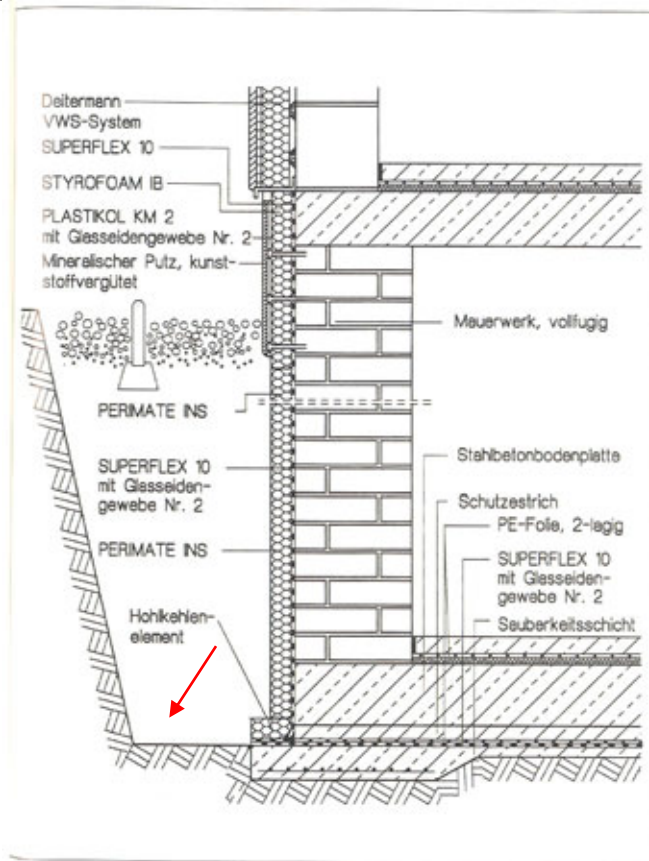 Deitermann
VWS-System
SUPERFLEX 10
STYROFOAM IB
PLASTIKOL KM 2
mit Glasseidengewebe Nr. 2
Mineralischer Putz, kunst-
stoffvergütet
PERIMATE INS
SUPERFLEX 10
mit Glasseiden-
gewebe Nr. 2
PERIMATE INS
Hohlkehlen-
element
Mauerwerk, vollfugig
Stahlbetonbodenplatte
Schutzestrich
PE-Folie, 2-lagig
SUPERFLEX 10
mit Glasseiden-
gewebe Nr. 2
Sauberkeitsschicht